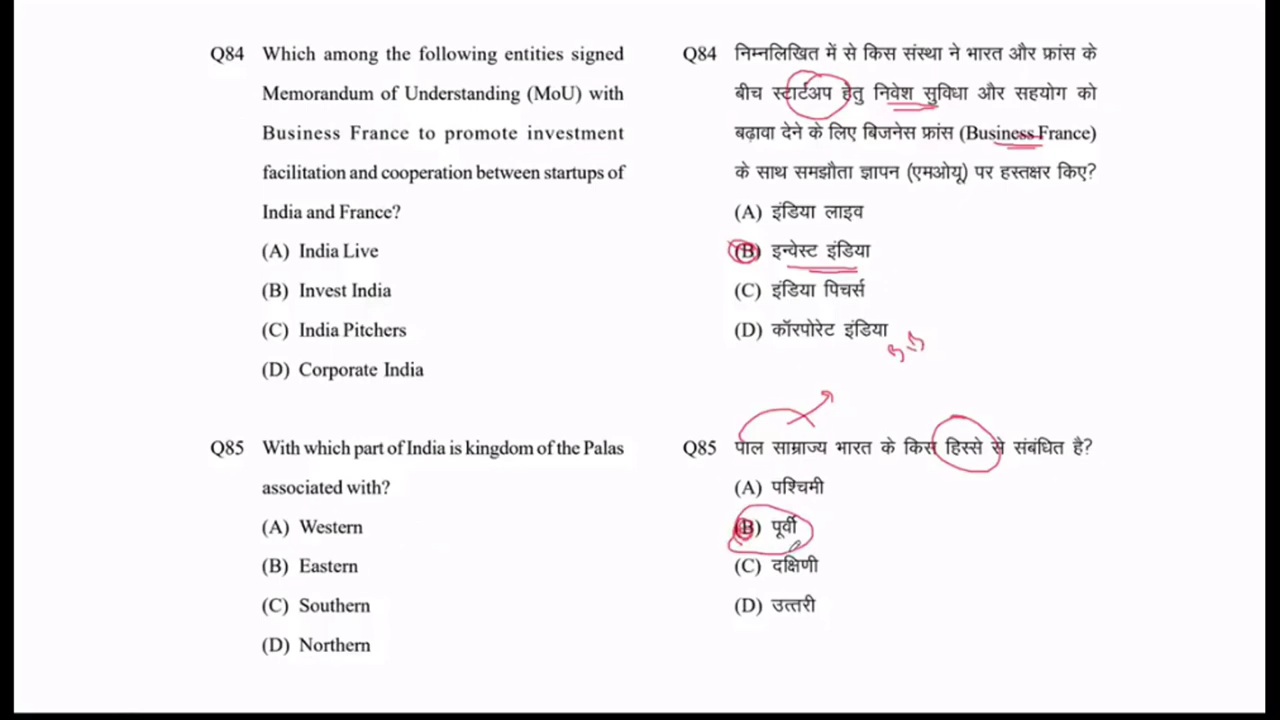 Q84 Which among the following entities signed
Memorandum of Understanding (MoU) with
Business France to promote investment
facilitation and cooperation between startups of
India and France?
(A) India Live
(B) Invest India
(C) India Pitchers
(D) Corporate India
Q85 With which part of India is kingdom of the Palas
associated with?
(A) Western
(B) Eastern
(C) Southern
(D) Northern
Q84 निम्नलिखित में से किस संस्था ने भारत और फ्रांस के
बीच स्टार्टअप हेतु निवेश सुविधा और सहयोग को
बढ़ावा देने के लिए बिजनेस फ्रांस (Business France)
के साथ समझौता ज्ञापन (एमओयू) पर हस्तक्षर किए?
(A) इंडिया लाइव
(B) इन्वेस्ट इंडिया
(C) इंडिया पिचर्स
(D) कॉरपोरेट इंडिया
Q85 पाल साम्राज्य भारत के किस हिस्से से संबंधित है?
(A) पश्चिमी
(B) पूर्वी
(C) दक्षिणी
(D) उत्तरी